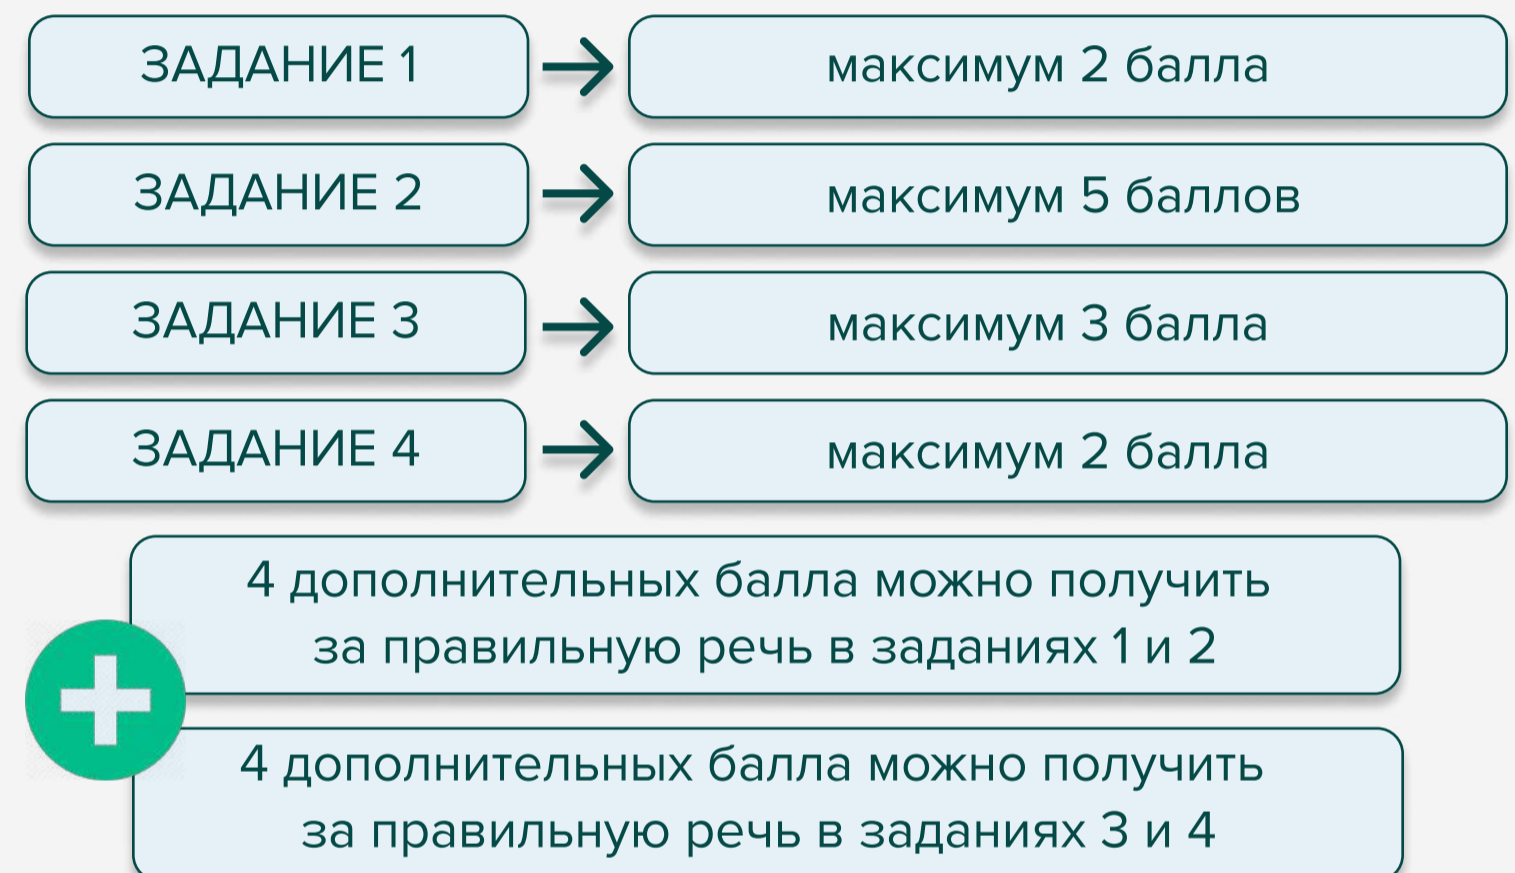 ЗАДАНИЕ 1
максимум 2 балла
ЗАДАНИЕ 2
максимум 5 баллов
ЗАДАНИЕ 3
максимум 3 балла
ЗАДАНИЕ 4
максимум 2 балла
4 дополнительных балла можно получить
за правильную речь в заданиях 1 и 2
4 дополнительных балла можно получить
за правильную речь в заданиях 3 и 4